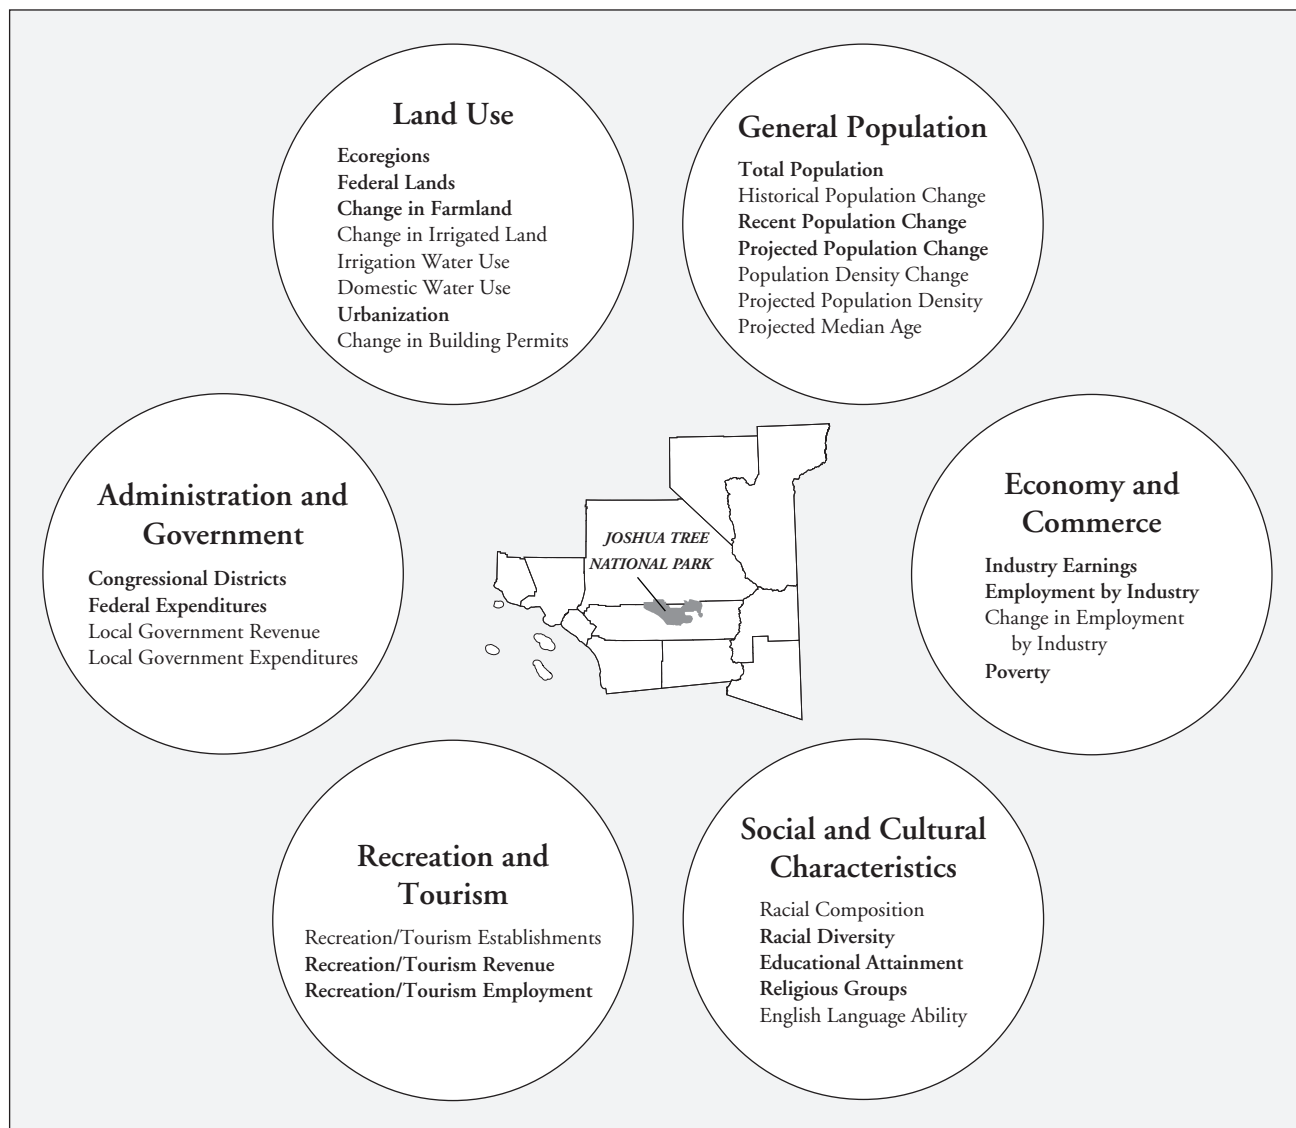 Land Use
Ecoregions
Federal Lands
Change in Farmland
Change in Irrigated Land
Irrigation Water Use
Domestic Water Use
Urbanization
Change in Building Permits
General Population
Total Population
Historical Population Change
Recent Population Change
Projected Population Change
Population Density Change
Projected Population Density
Projected Median Age
Administration and
Government
Congressional Districts
Federal Expenditures
Local Government Revenue
Local Government Expenditures
JOSHUA TREE
NATIONAL PARK
Economy and
Commerce
Industry Earnings
Employment by Industry
Change in Employment
by Industry
Poverty
Recreation and
Tourism
Recreation/Tourism Establishments
Recreation/Tourism Revenue
Recreation/Tourism Employment
Social and Cultural
Characteristics
Racial Composition
Racial Diversity
Educational Attainment
Religious Groups
English Language Ability